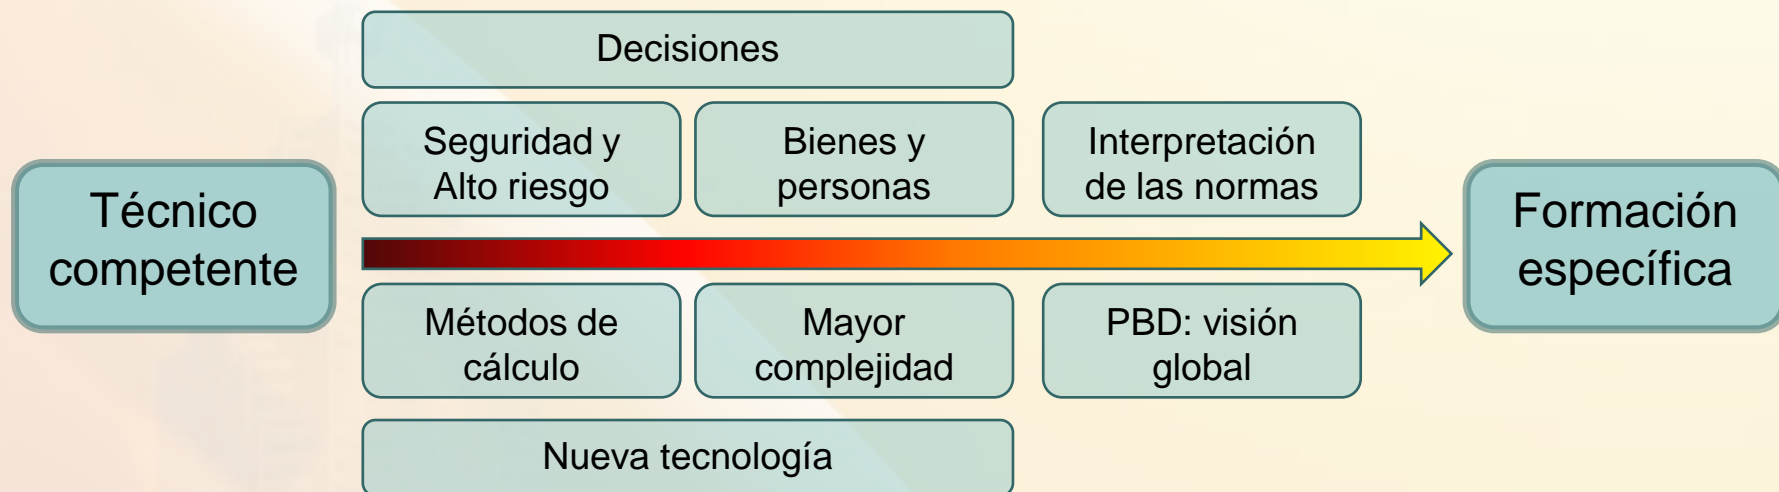 Decisiones
Seguridad y
Alto riesgo
Bienes y
personas
Interpretación
de las normas
Técnico
competente
Formación
específica
Métodos de
cálculo
Mayor
complejidad
PBD: visión
global
Nueva tecnología